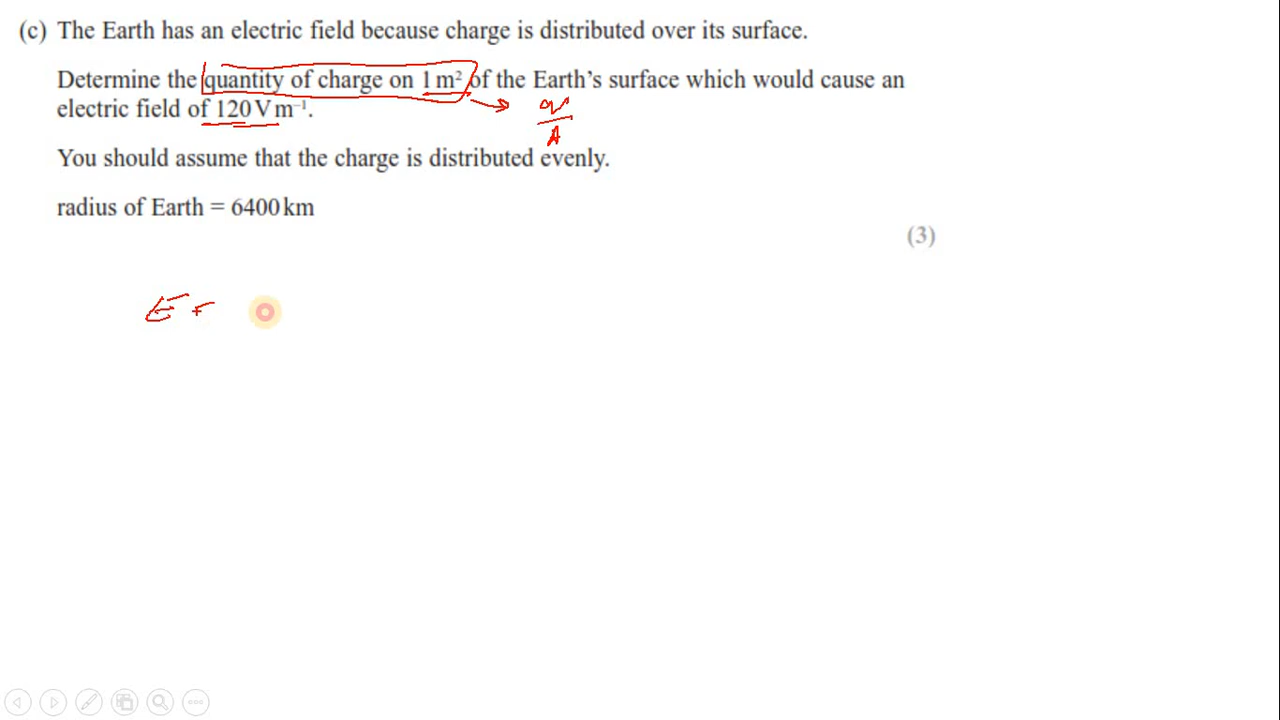 (c) The Earth has an electric field because charge is distributed over its surface.
Determine the quantity of charge on 1 m² of the Earth's surface which would cause an
electric field of 120 V m⁻¹.
q/A
You should assume that the charge is distributed evenly.
radius of Earth = 6400 km
(3)
E